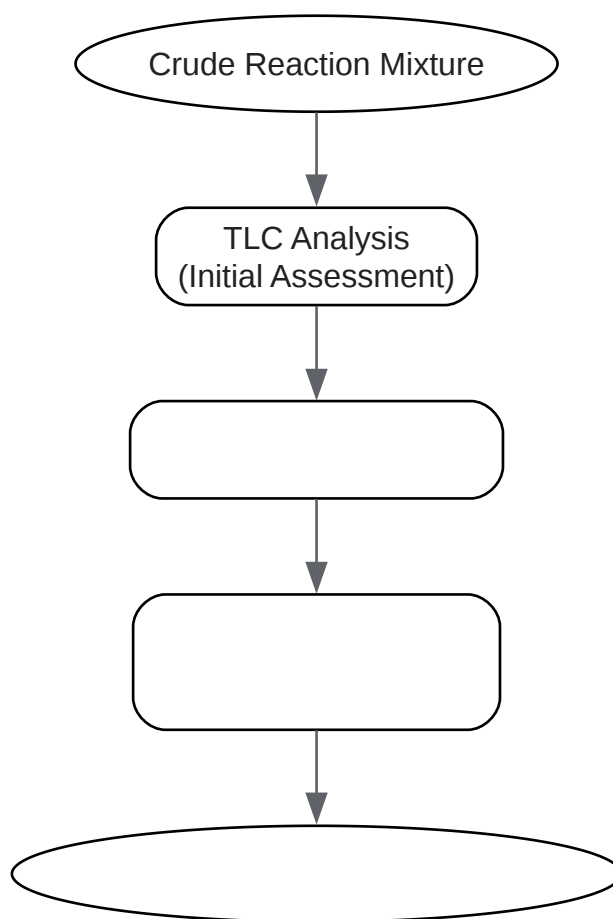 Crude Reaction Mixture
TLC Analysis
(Initial Assessment)